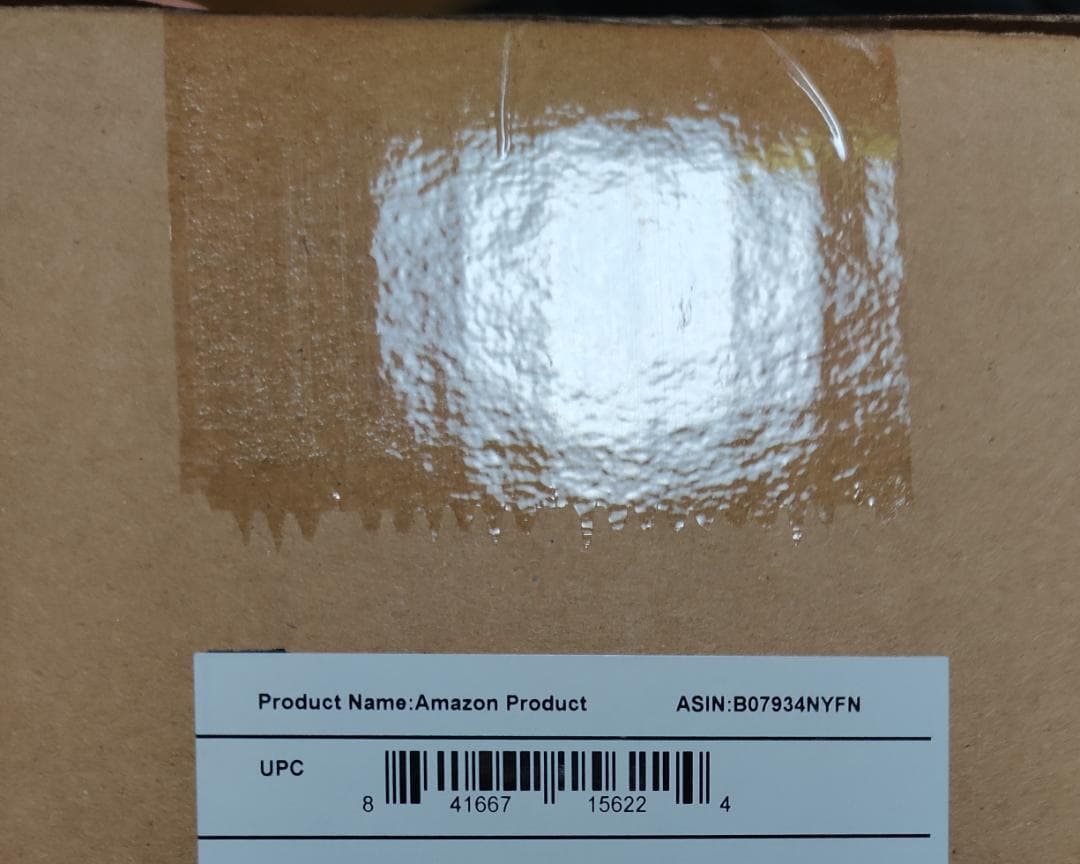 Product Name:Amazon Product ASIN:B07934NYFN
UPC
8 41667 15622 4